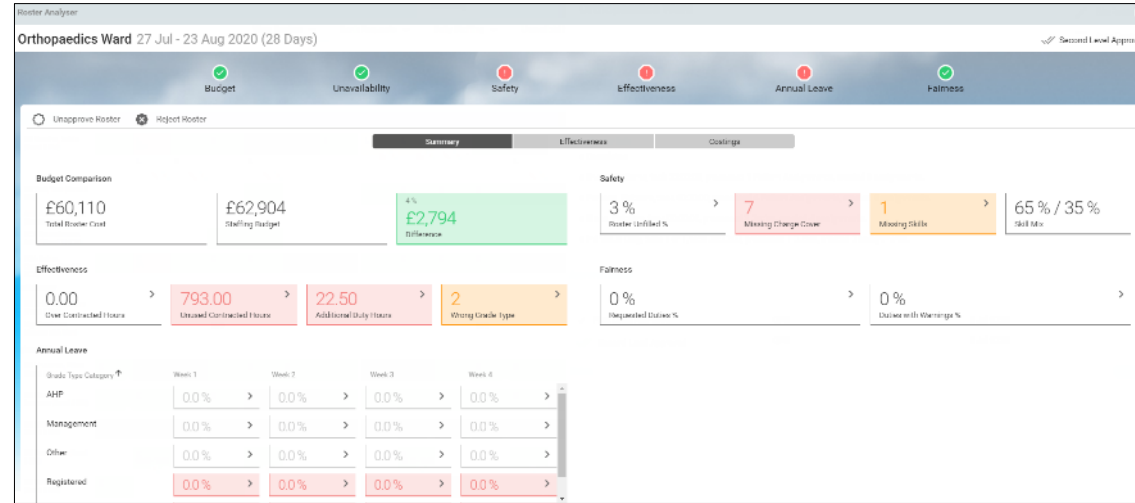 Roster Analyser
Orthopaedics Ward 27 Jul - 23 Aug 2020 (28 Days)
Second Level Appro
Budget
Unavailability
Safety
Effectiveness
Annual Leave
Fairness
Unapprove Roster
Reject Roster
Summary
Effectiveness
Costings
Budget Comparison
£60,110
Total Roster Cost
£62,904
Staffing Budget
4 %
£2,794
Difference
Safety
3 %
Roster Unfilled %
7
Missing Charge Cover
1
Missing Skills
65 % / 35 %
Skill Mix
Effectiveness
0.00
Over Contracted Hours
793.00
Unused Contracted Hours
22.50
Additional Duty Hours
2
Wrong Grade Type
Fairness
0 %
Requested Duties %
0 %
Duties with Warnings %
Annual Leave
Grade Type Category Week 1 Week 2 Week 3 Week 4
AHP 0.0 % 0.0 % 0.0 % 0.0 %
Management 0.0 % 0.0 % 0.0 % 0.0 %
Other 0.0 % 0.0 % 0.0 % 0.0 %
Registered 0.0 % 0.0 % 0.0 % 0.0 %